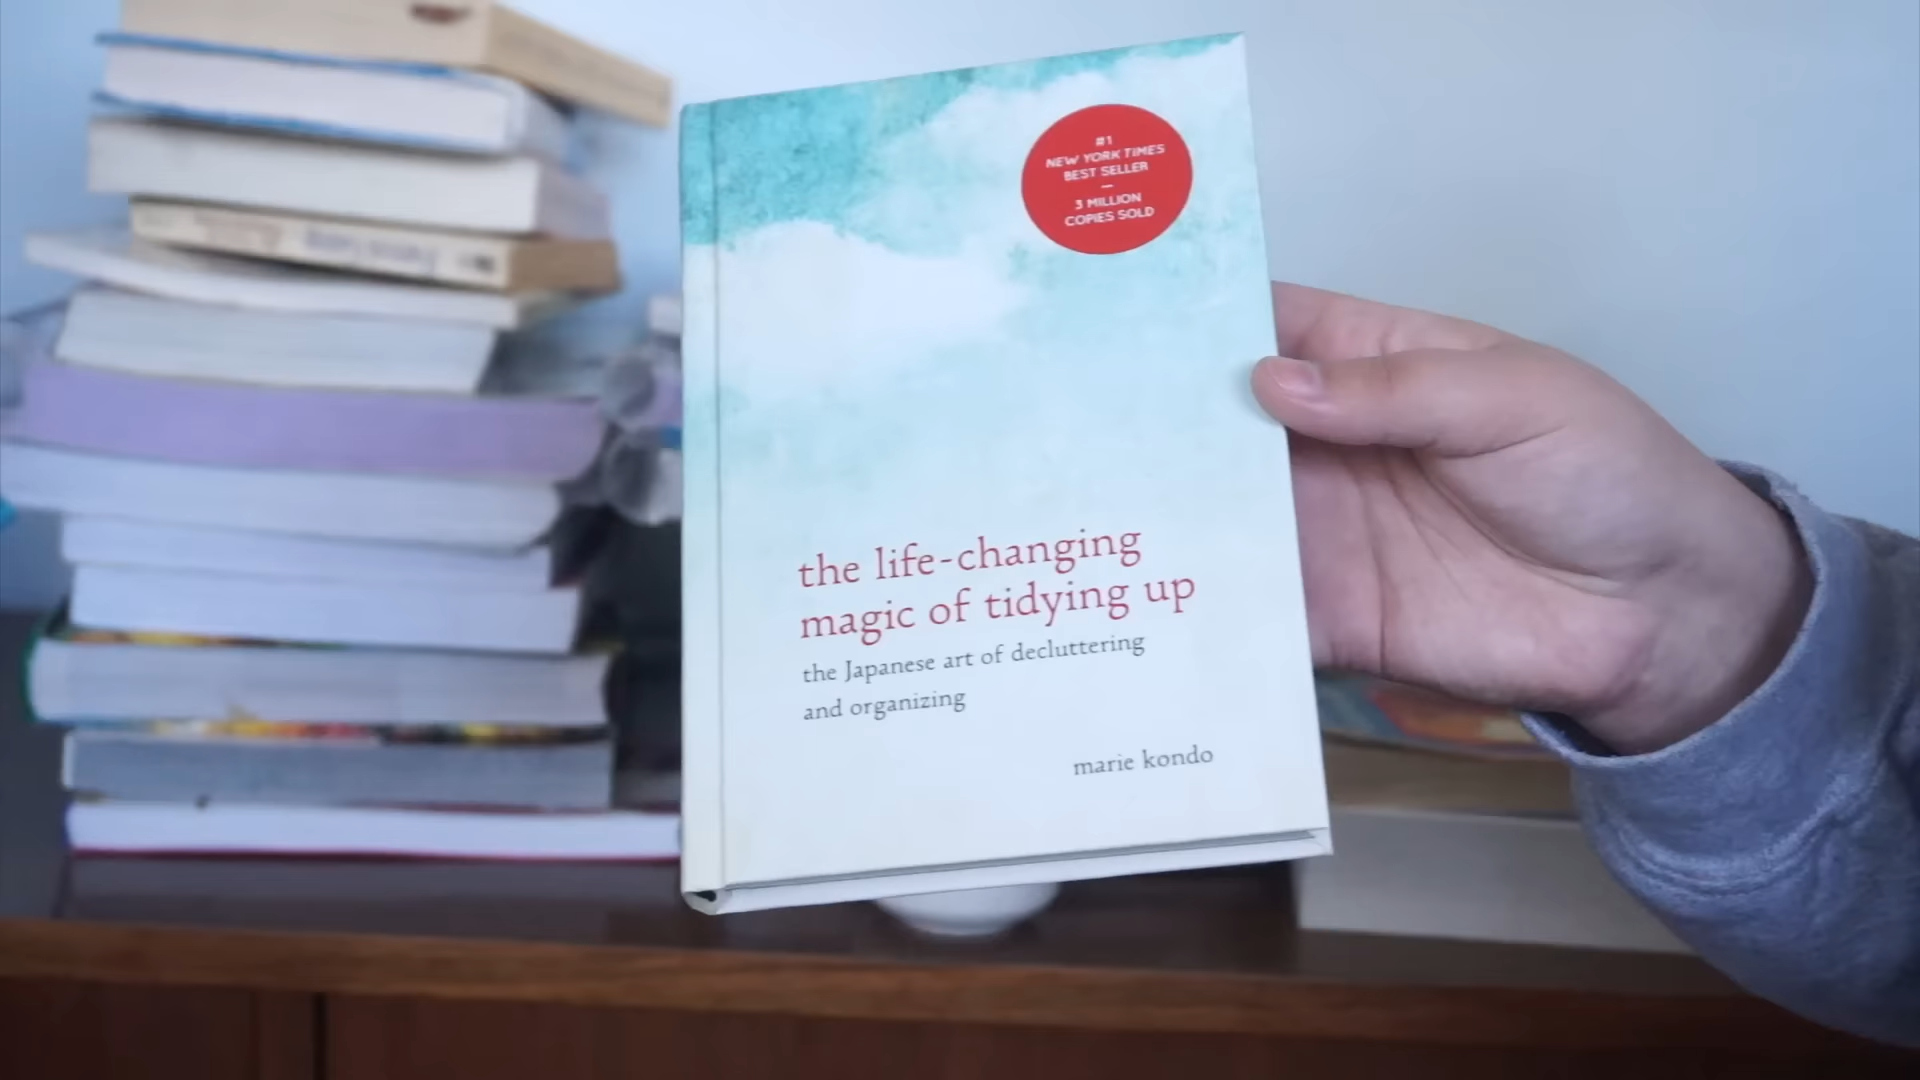 #1
NEW YORK TIMES
BEST SELLER
—
3 MILLION
COPIES SOLD
the life-changing
magic of tidying up
the Japanese art of decluttering
and organizing
marie kondo